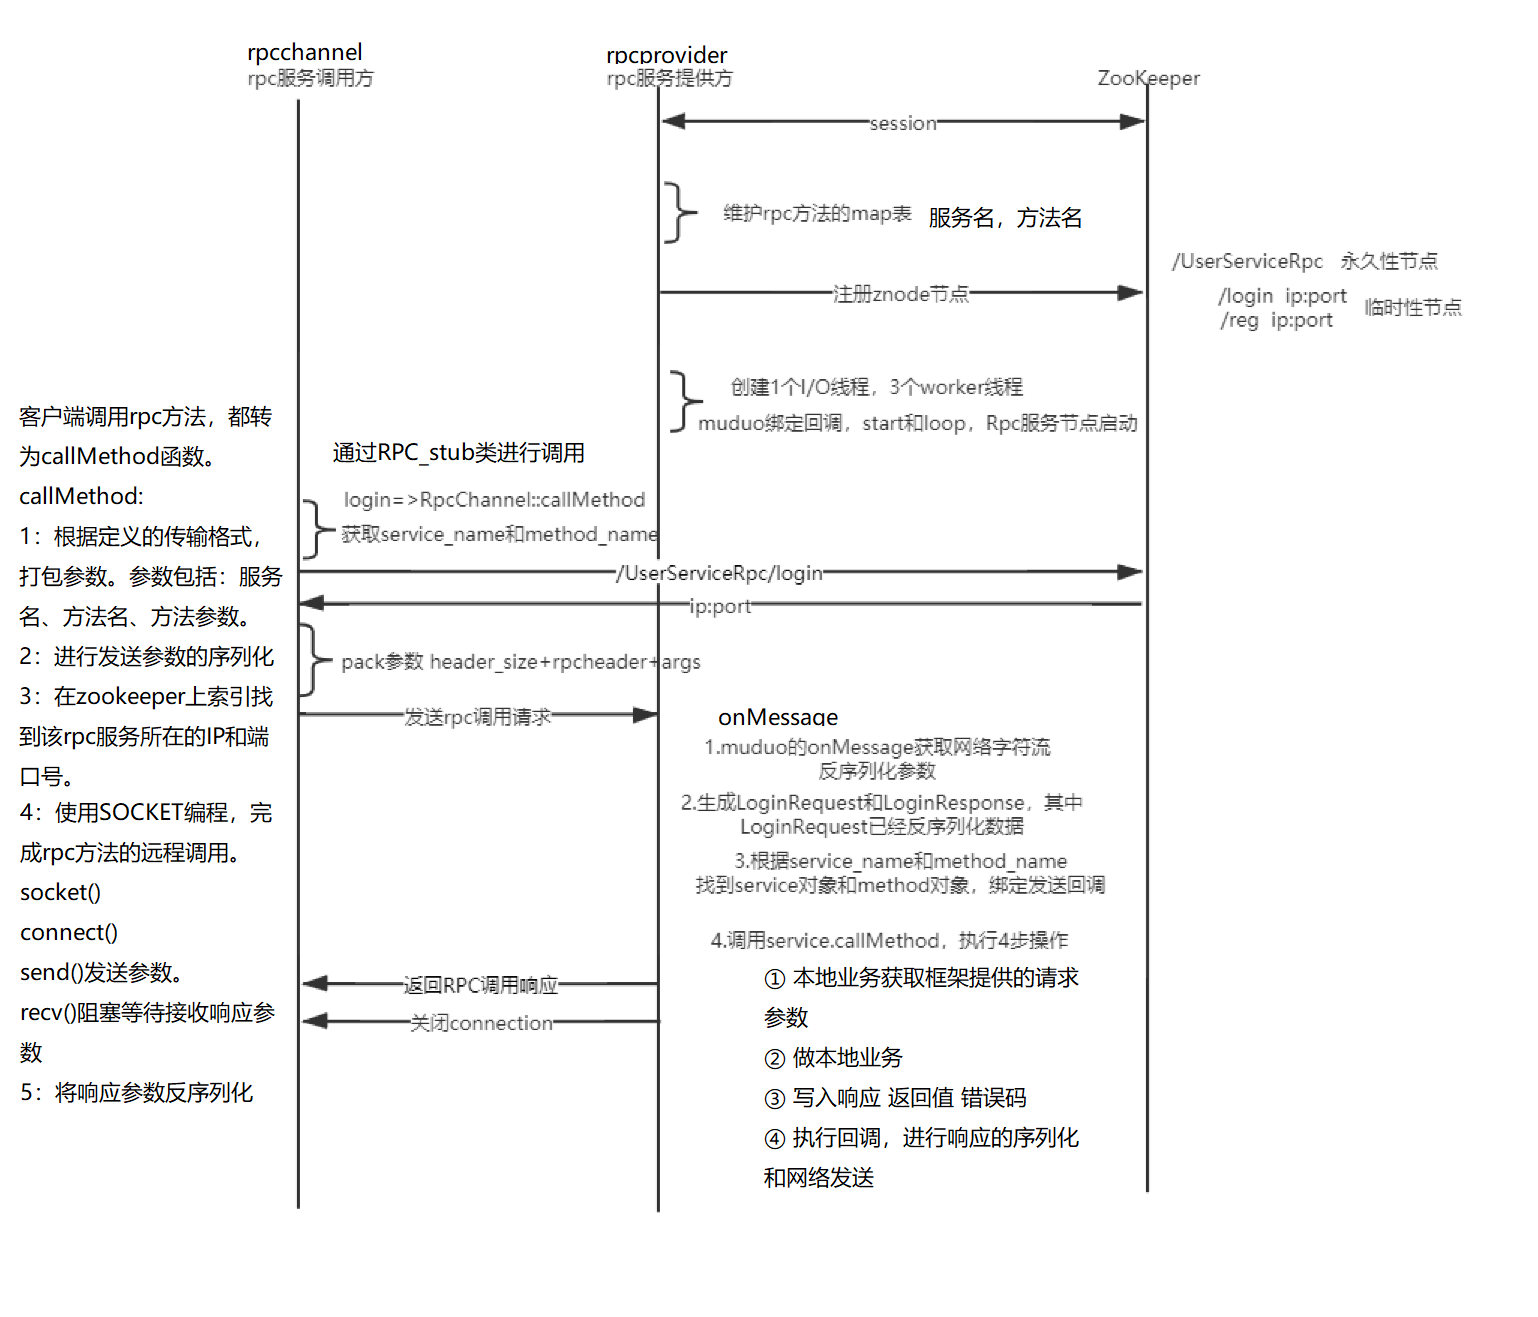 rpcchannel
rpc服务调用方
rpcprovider
rpc服务提供方
ZooKeeper
session
维护rpc方法的map表 服务名，方法名
/UserServiceRpc 永久性节点
注册znode节点
/login ip:port
/reg ip:port
临时性节点
创建1个I/O线程，3个worker线程
muduo绑定回调，start和loop，Rpc服务节点启动
通过RPC_stub类进行调用
login=>RpcChannel::callMethod
获取service_name和method_name
/UserServiceRpc/login
ip:port
pack参数 header_size+rpcheader+args
发送rpc调用请求
客户端调用rpc方法，都转
为callMethod函数。
callMethod:
1：根据定义的传输格式，
打包参数。参数包括：服务
名、方法名、方法参数。
2：进行发送参数的序列化
3：在zookeeper上索引找
到该rpc服务所在的IP和端
口号。
4：使用SOCKET编程，完
成rpc方法的远程调用。
socket()
connect()
send()发送参数。
recv()阻塞等待接收响应参
数
5：将响应参数反序列化
onMessage
1.muduo的onMessage获取网络字符流
反序列化参数
2.生成LoginRequest和LoginResponse，其中
LoginRequest已经反序列化数据
3.根据service_name和method_name
找到service对象和method对象，绑定发送回调
4.调用service.callMethod，执行4步操作
① 本地业务获取框架提供的请求
参数
② 做本地业务
③ 写入响应 返回值 错误码
④ 执行回调，进行响应的序列化
和网络发送
返回RPC调用响应
关闭connection